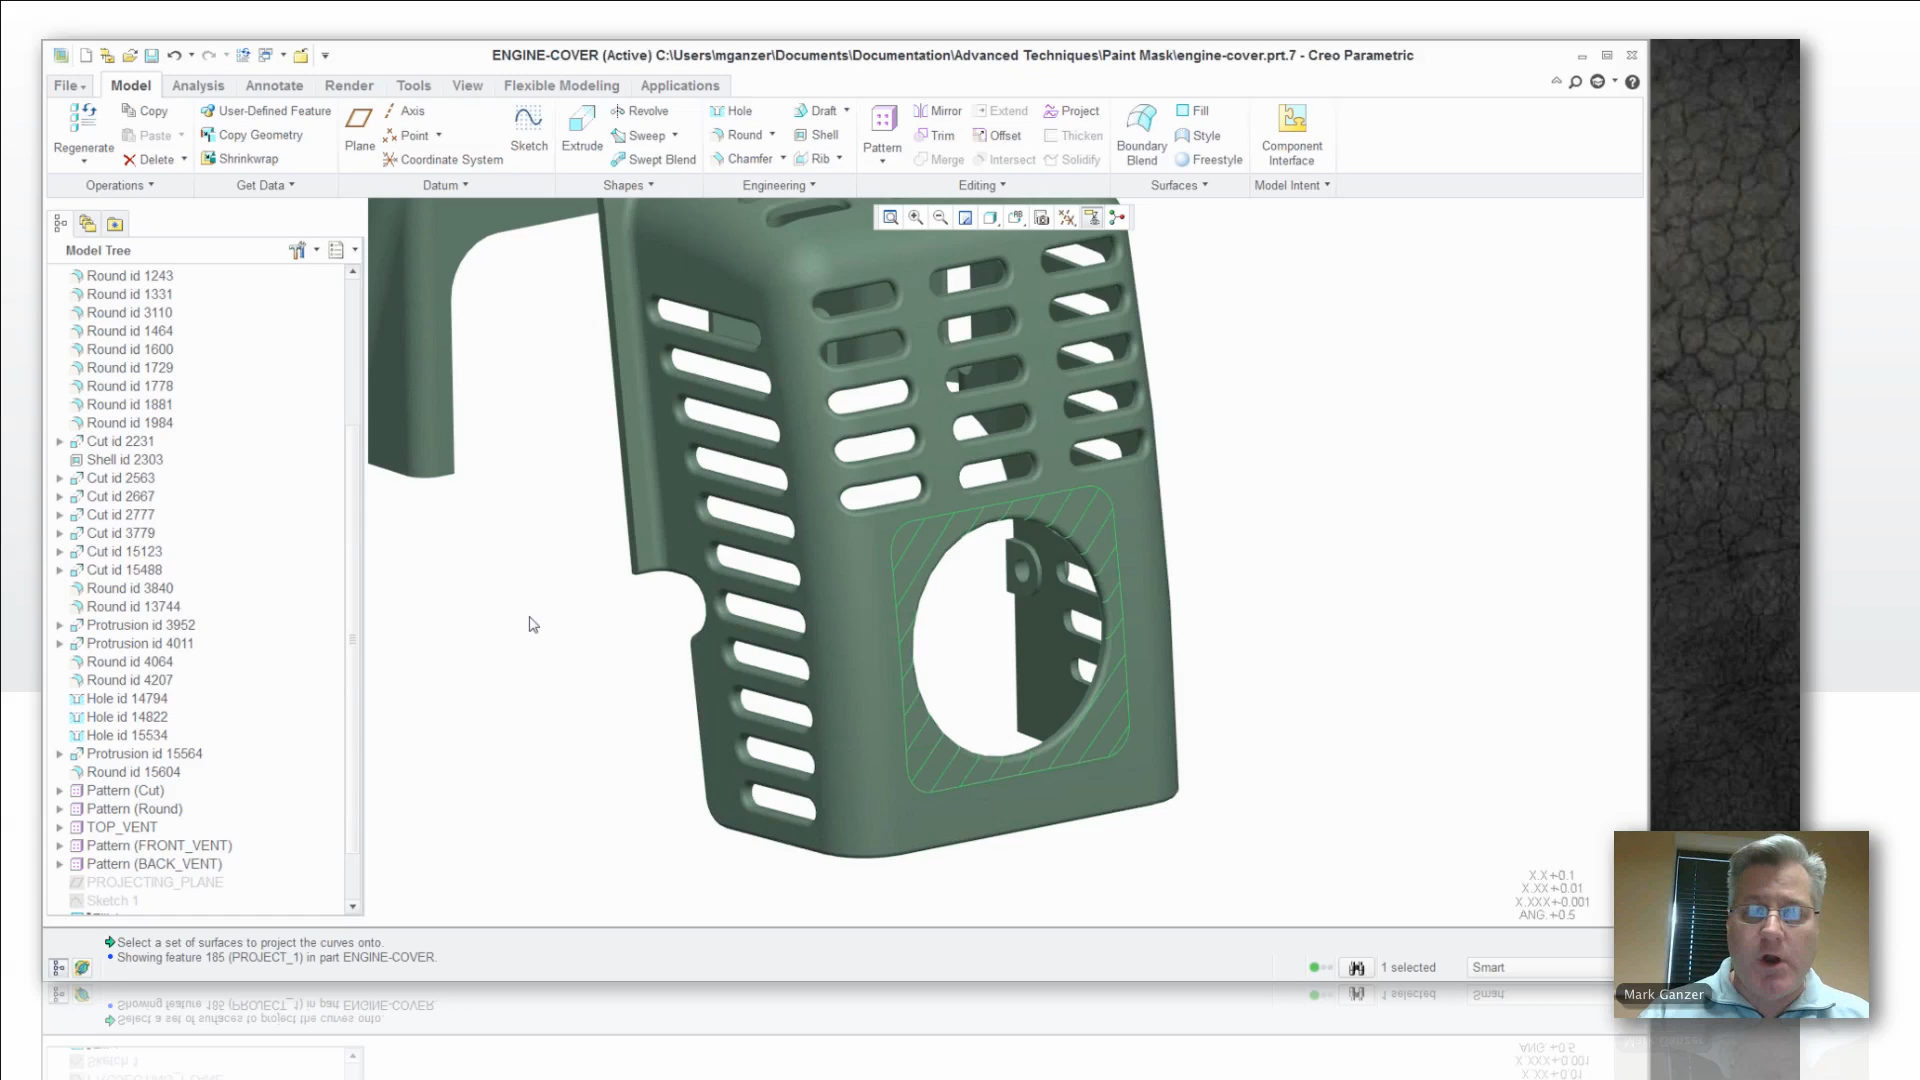 ENGINE-COVER (Active) C:\Users\mganzer\Documents\Documentation\Advanced Techniques\Paint Mask\engine-cover.prt.7 - Creo Parametric
File Model Analysis Annotate Render Tools View Flexible Modeling Applications
Regenerate
Copy
Paste
Delete
User-Defined Feature
Copy Geometry
Shrinkwrap
Plane
Axis
Point
Coordinate System
Sketch
Extrude
Revolve
Sweep
Swept Blend
Hole
Round
Chamfer
Draft
Shell
Rib
Pattern
Mirror
Trim
Merge
Extend
Offset
Intersect
Project
Thicken
Solidify
Boundary
Blend
Fill
Style
Freestyle
Component
Interface
Operations Get Data Datum Shapes Engineering Editing Surfaces Model Intent
Model Tree
Round id 1243
Round id 1331
Round id 3110
Round id 1464
Round id 1600
Round id 1729
Round id 1778
Round id 1881
Round id 1984
Cut id 2231
Shell id 2303
Cut id 2563
Cut id 2667
Cut id 2777
Cut id 3779
Cut id 15123
Cut id 15488
Round id 3840
Round id 13744
Protrusion id 3952
Protrusion id 4011
Round id 4064
Round id 4207
Hole id 14794
Hole id 14822
Hole id 15534
Protrusion id 15564
Round id 15604
Pattern (Cut)
Pattern (Round)
TOP_VENT
Pattern (FRONT_VENT)
Pattern (BACK_VENT)
PROJECTING_PLANE
Sketch 1
X.X+-0.1
X.XX+-0.01
X.XXX+-0.001
ANG.+-0.5
Select a set of surfaces to project the curves onto.
Showing feature 185 (PROJECT_1) in part ENGINE-COVER.
1 selected
Smart
Mark Ganzer